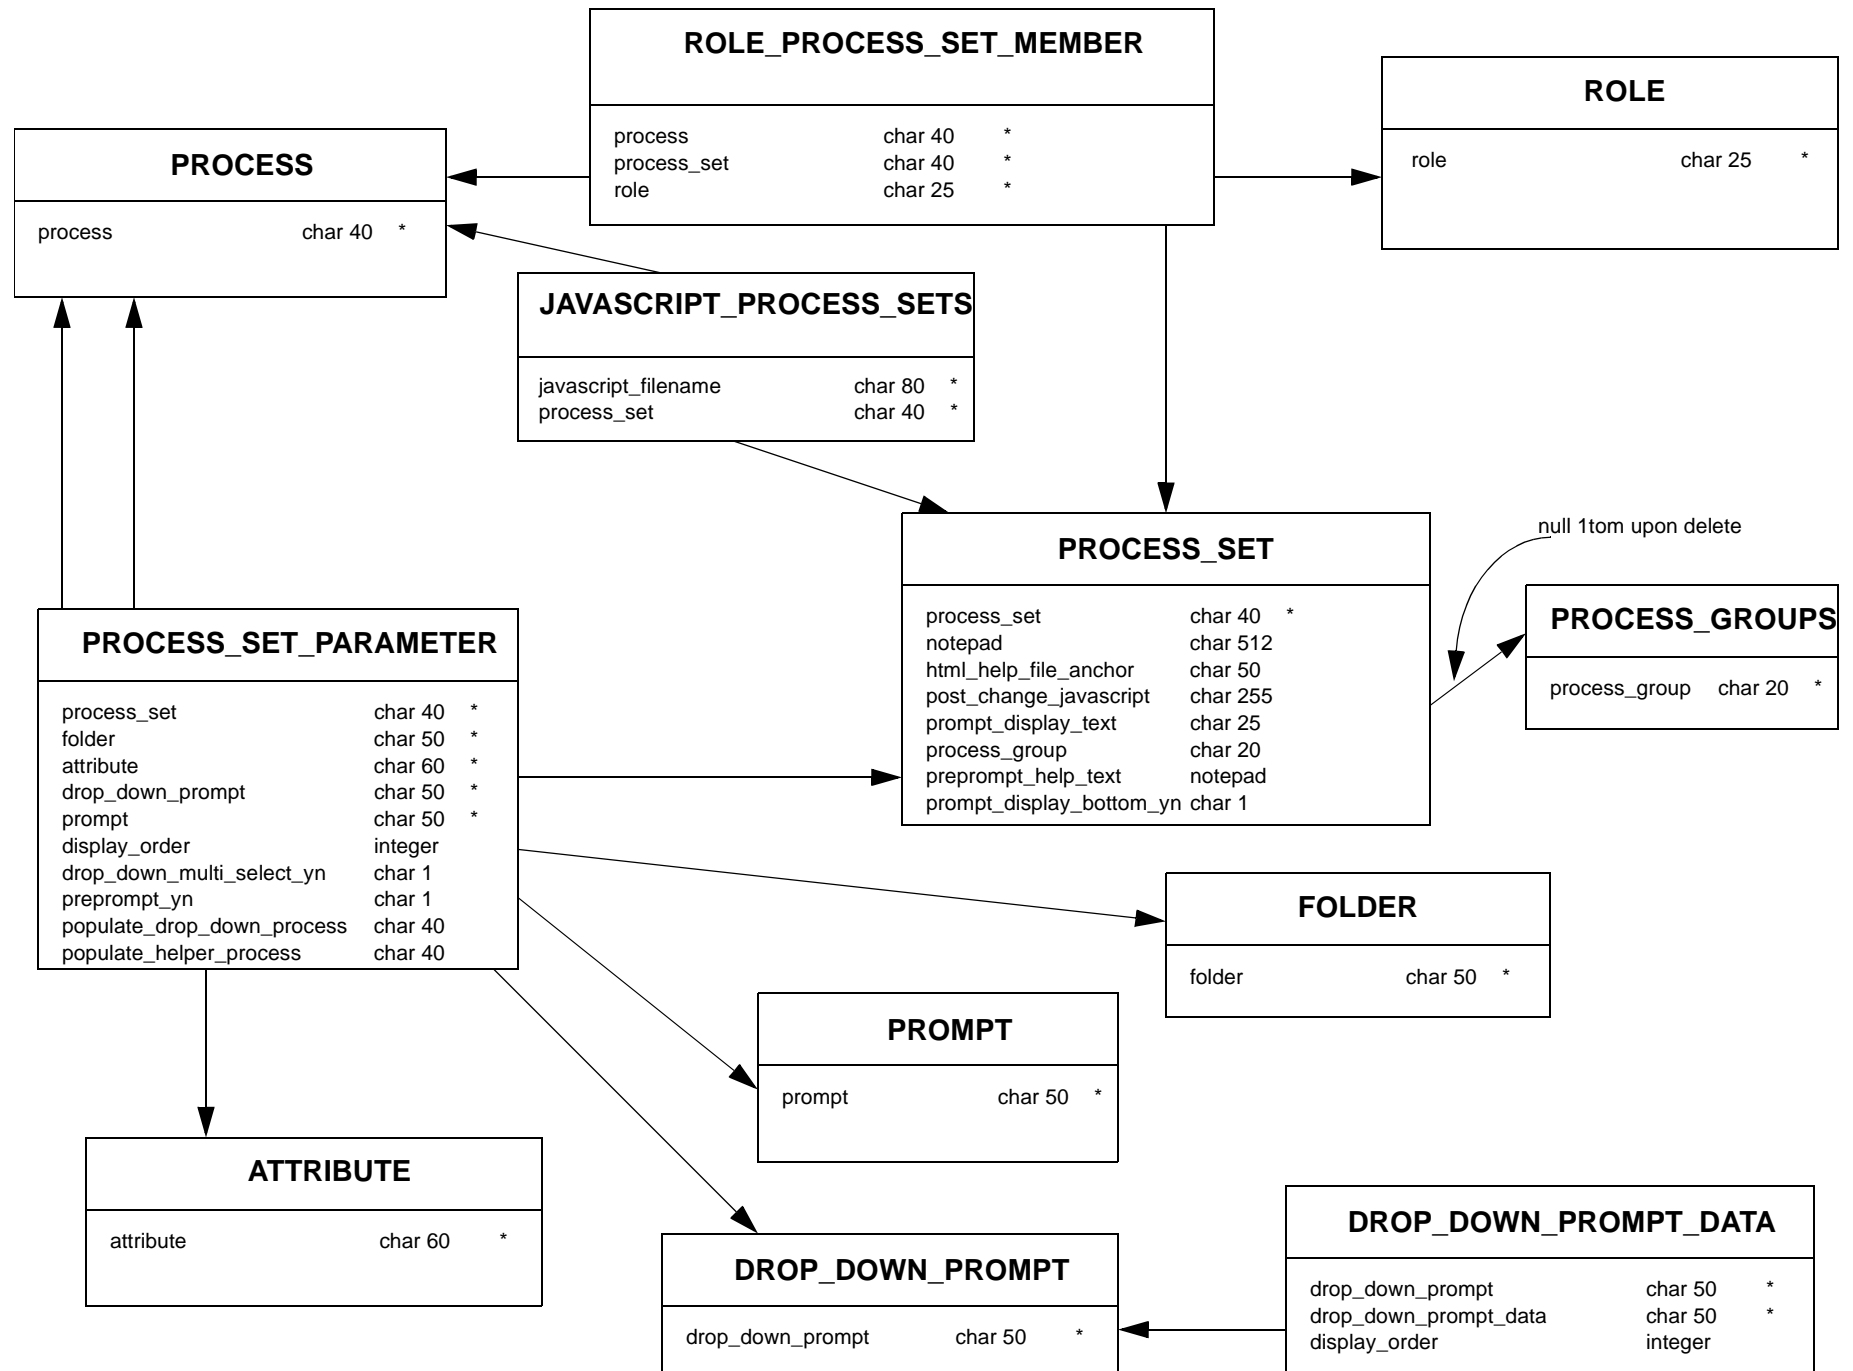 ROLE_PROCESS_SET_MEMBER
process char 40 *
process_set char 40 *
role char 25 *
ROLE
role char 25 *
PROCESS
process char 40 *
JAVASCRIPT_PROCESS_SETS
javascript_filename char 80 *
process_set char 40 *
PROCESS_SET
process_set char 40 *
notepad char 512
html_help_file_anchor char 50
post_change_javascript char 255
prompt_display_text char 25
process_group char 20
preprompt_help_text notepad
prompt_display_bottom_yn char 1
null 1tom upon delete
PROCESS_GROUPS
process_group char 20 *
PROCESS_SET_PARAMETER
process_set char 40 *
folder char 50 *
attribute char 60 *
drop_down_prompt char 50 *
prompt char 50 *
display_order integer
drop_down_multi_select_yn char 1
preprompt_yn char 1
populate_drop_down_process char 40
populate_helper_process char 40
FOLDER
folder char 50 *
PROMPT
prompt char 50 *
ATTRIBUTE
attribute char 60 *
DROP_DOWN_PROMPT
drop_down_prompt char 50 *
DROP_DOWN_PROMPT_DATA
drop_down_prompt char 50 *
drop_down_prompt_data char 50 *
display_order integer